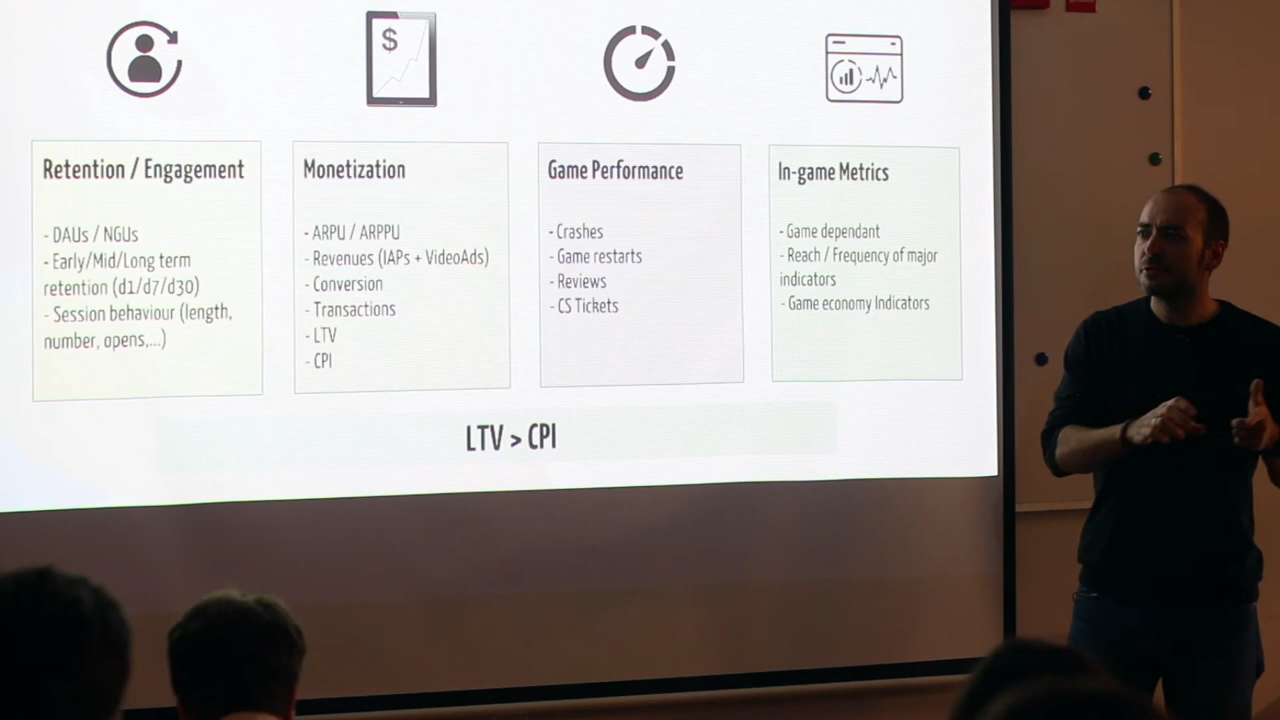 $
Retention / Engagement
- DAUs / NGUs
- Early/Mid/Long term
retention (d1/d7/d30)
- Session behaviour (length,
number, opens,...)
Monetization
- ARPU / ARPPU
- Revenues (IAPs + VideoAds)
- Conversion
- Transactions
- LTV
- CPI
Game Performance
- Crashes
- Game restarts
- Reviews
- CS Tickets
In-game Metrics
- Game dependant
- Reach / Frequency of major
indicators
- Game economy Indicators
LTV > CPI